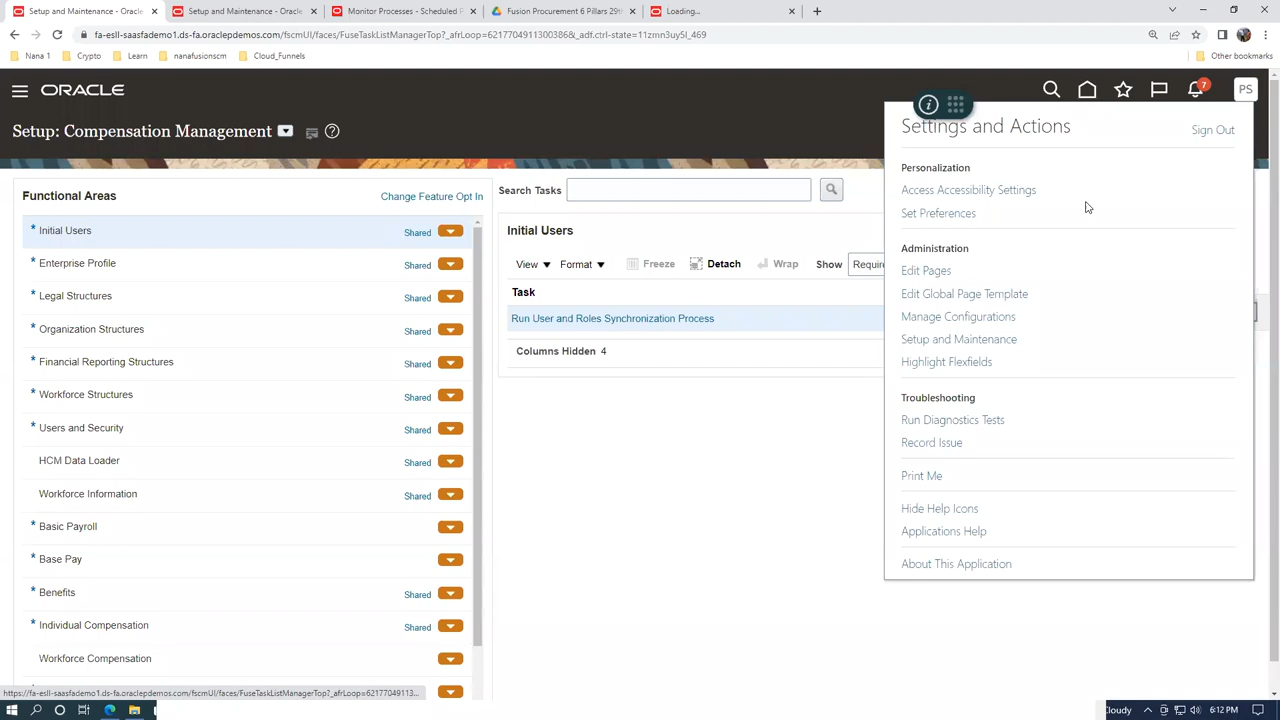 Setup and Maintenance - Oracle
Setup and Maintenance - Oracle
Monitor Processes - Scheduled P
Fusion Procurement 6 Pillars 29th
Loading...
fa-esll-saasfademo1.ds-fa.oraclepdemos.com/fscmUI/faces/FuseTaskListManagerTop?_afrLoop=6217704911300386&_adf.ctrl-state=11zmn3uy5l_469
Nana 1
Crypto
Learn
nanafusionscm
Cloud_Funnels
Other bookmarks
ORACLE
7
PS
Setup: Compensation Management
Settings and Actions
Sign Out
Personalization
Access Accessibility Settings
Set Preferences
Administration
Edit Pages
Edit Global Page Template
Manage Configurations
Setup and Maintenance
Highlight Flexfields
Troubleshooting
Run Diagnostics Tests
Record Issue
Print Me
Hide Help Icons
Applications Help
About This Application
Functional Areas
Change Feature Opt In
* Initial Users Shared
* Enterprise Profile Shared
* Legal Structures Shared
* Organization Structures Shared
* Financial Reporting Structures Shared
* Workforce Structures Shared
* Users and Security Shared
HCM Data Loader Shared
Workforce Information Shared
* Basic Payroll
* Base Pay
* Benefits Shared
* Individual Compensation Shared
Workforce Compensation
Search Tasks
Initial Users
View Format Freeze Detach Wrap Show Require
Task
Run User and Roles Synchronization Process
Columns Hidden 4
https://fa-esll-saasfademo1.ds-fa.oraclepdemos.com/fscmUI/faces/FuseTaskListManagerTop?_afrLoop=62177049113...
Cloudy
6:12 PM